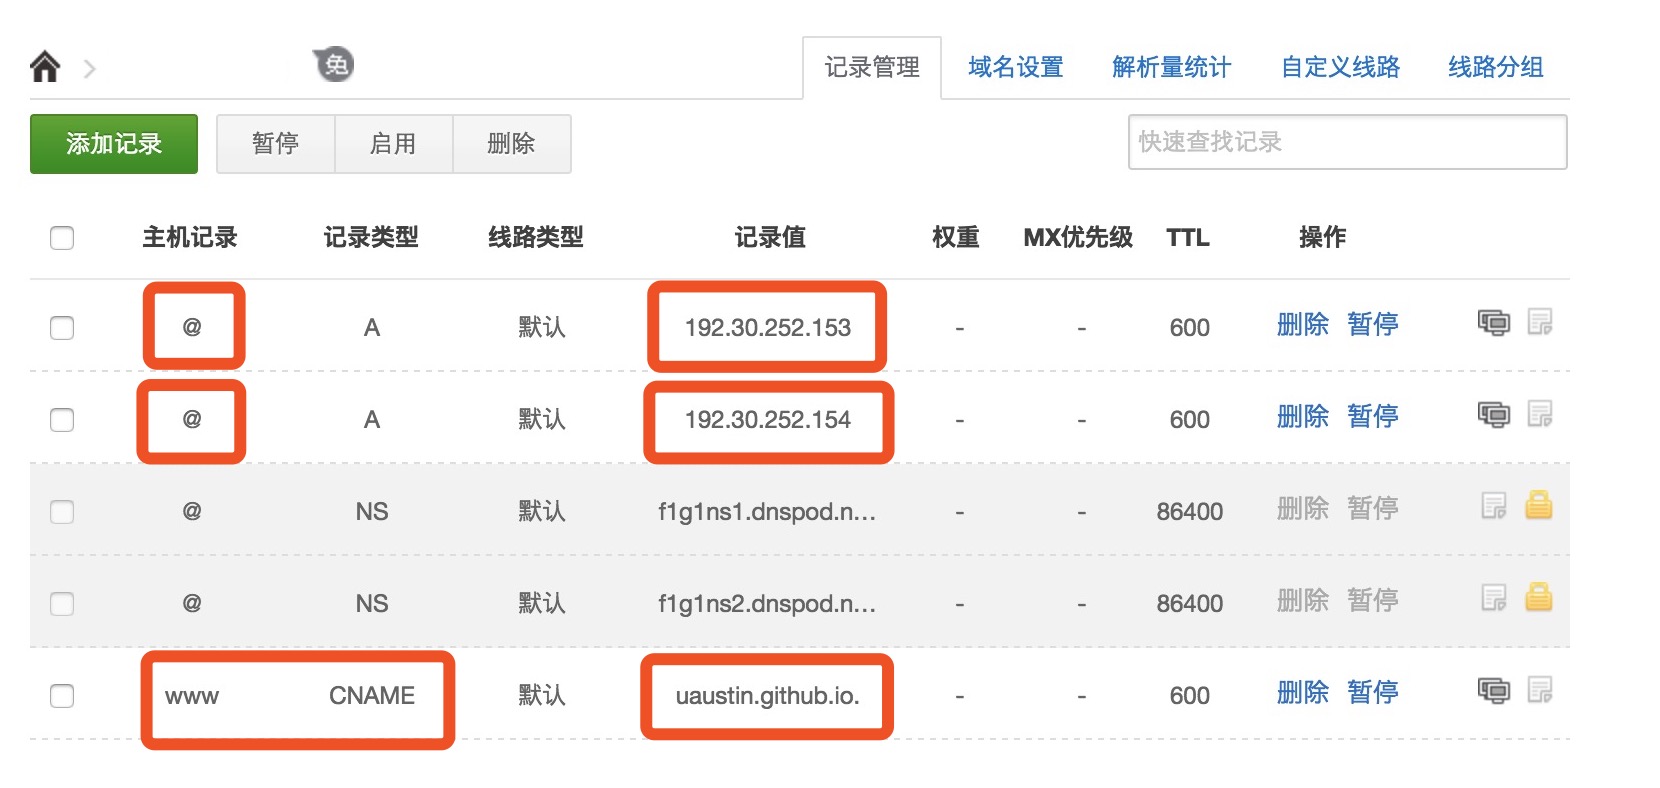 免
记录管理 域名设置 解析量统计 自定义线路 线路分组
添加记录 暂停 启用 删除 快速查找记录
主机记录 记录类型 线路类型 记录值 权重 MX优先级 TTL 操作
@ A 默认 192.30.252.153 - - 600 删除 暂停
@ A 默认 192.30.252.154 - - 600 删除 暂停
@ NS 默认 f1g1ns1.dnspod.n... - - 86400 删除 暂停
@ NS 默认 f1g1ns2.dnspod.n... - - 86400 删除 暂停
www CNAME 默认 uaustin.github.io. - - 600 删除 暂停